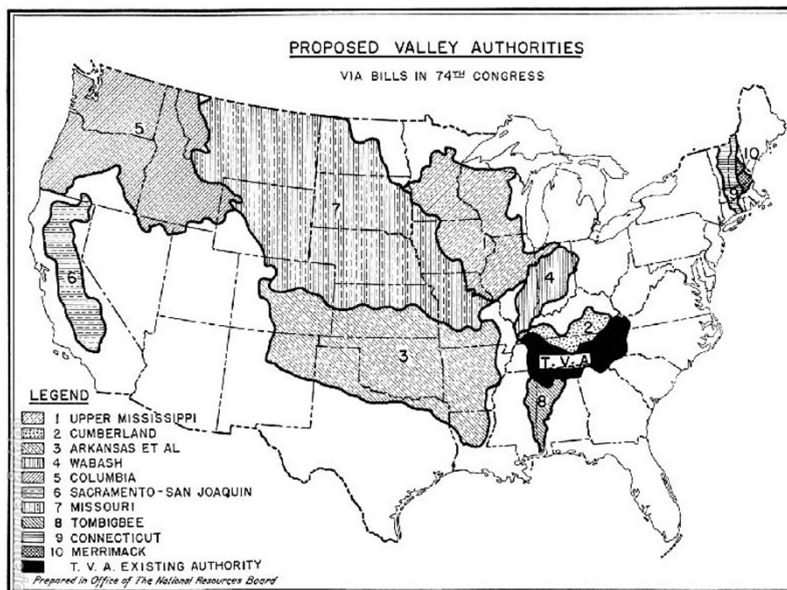 PROPOSED VALLEY AUTHORITIES
VIA BILLS IN 74TH CONGRESS
5
10
9
7
6
4
2
3
T. V. A
8
LEGEND
1 UPPER MISSISSIPPI
2 CUMBERLAND
3 ARKANSAS ET AL
4 WABASH
5 COLUMBIA
6 SACRAMENTO-SAN JOAQUIN
7 MISSOURI
8 TOMBIGBEE
9 CONNECTICUT
10 MERRIMACK
T. V. A. EXISTING AUTHORITY
Prepared in Office of The National Resources Board